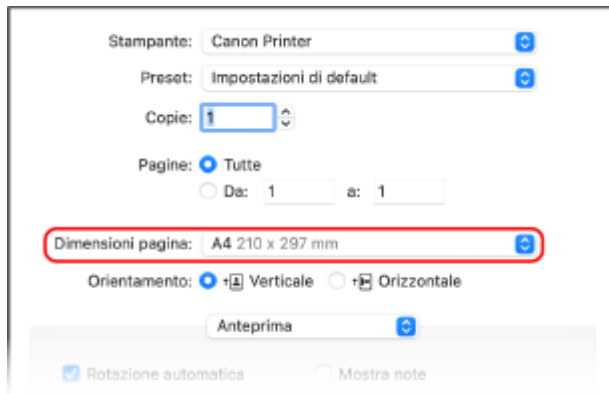 Stampante: Canon Printer
Preset: Impostazioni di default
Copie: 1
Pagine: Tutte
Da: 1 a: 1
Dimensioni pagina: A4 210 x 297 mm
Orientamento: Verticale Orizzontale
Anteprima
Rotazione automatica Mostra note